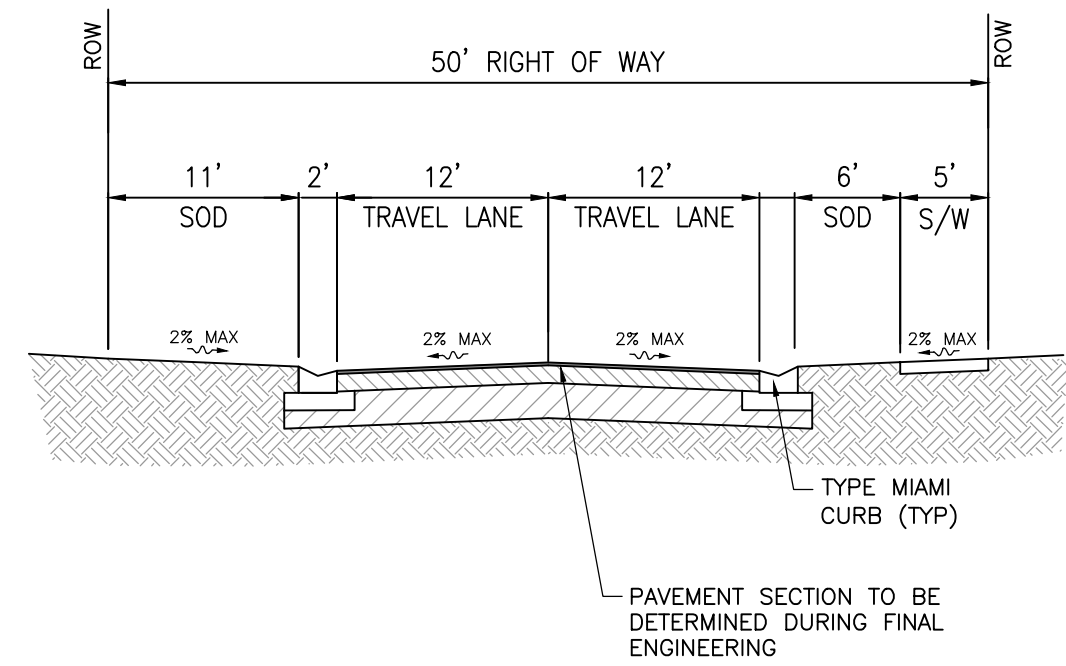 ROW
ROW
50' RIGHT OF WAY
11'
2'
12'
12'
6'
5'
SOD
TRAVEL LANE
TRAVEL LANE
SOD
S/W
2% MAX
2% MAX
2% MAX
2% MAX
TYPE MIAMI
CURB (TYP)
PAVEMENT SECTION TO BE
DETERMINED DURING FINAL
ENGINEERING